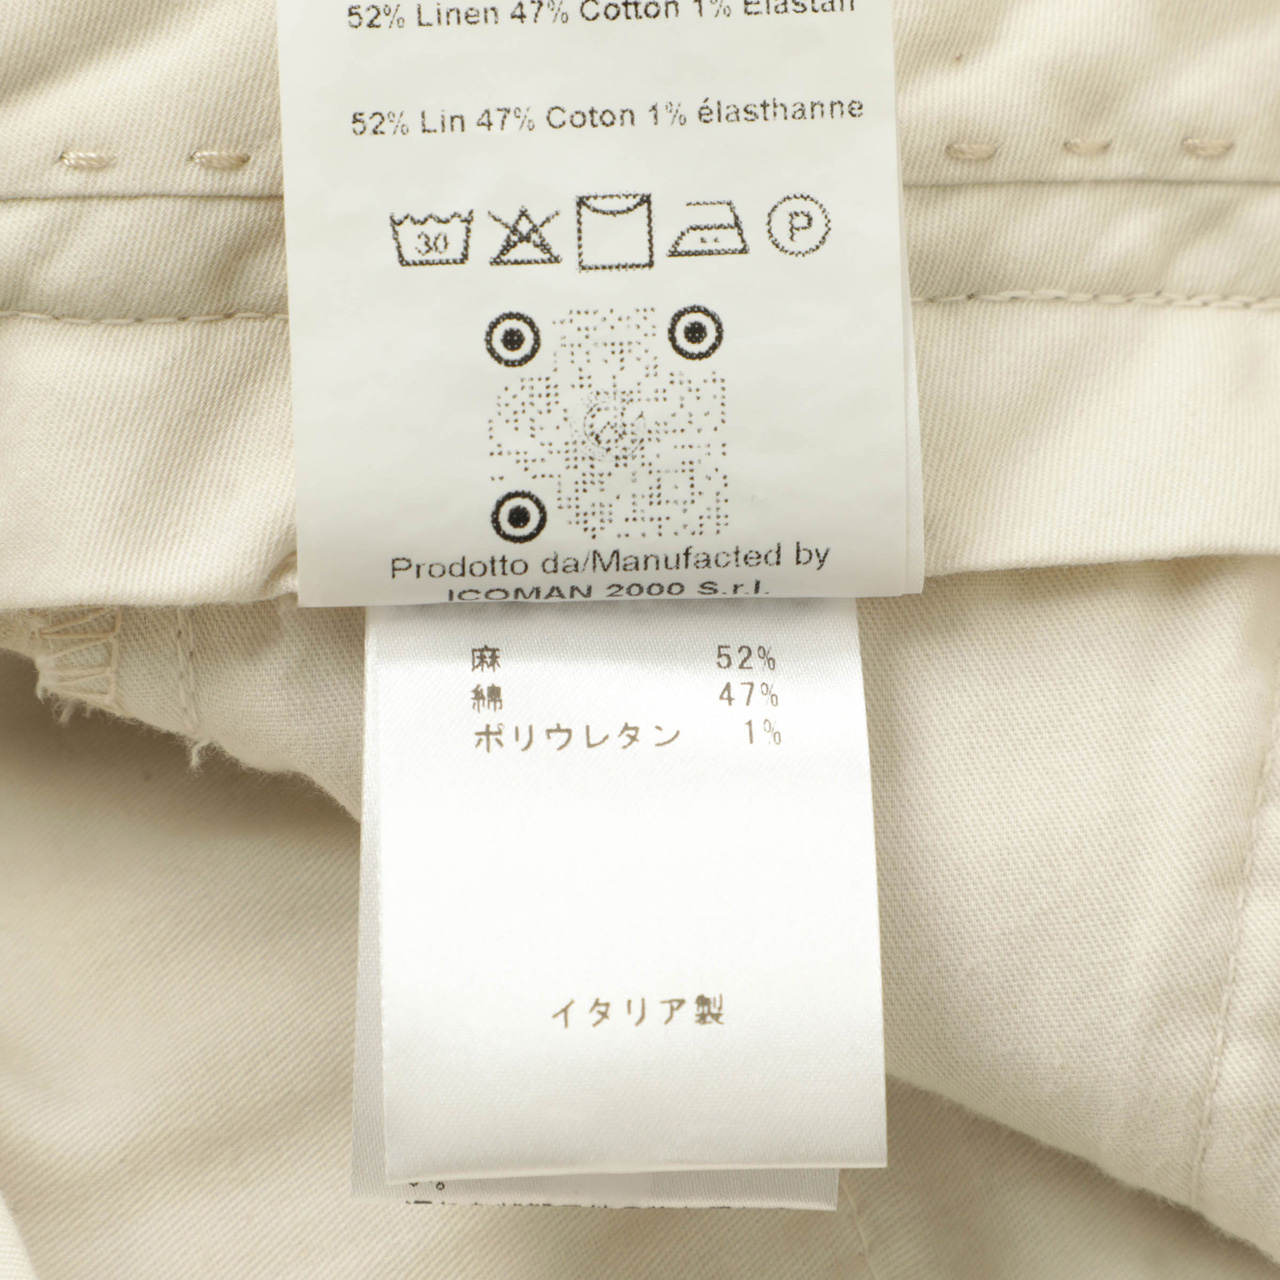 52% Linen 47% Cotton 1% Elastan
52% Lin 47% Coton 1% élasthanne
30
P
Prodotto da/Manufacted by
ICOMAN 2000 S.r.l.
麻 52%
綿 47%
ポリウレタン 1%
イタリア製